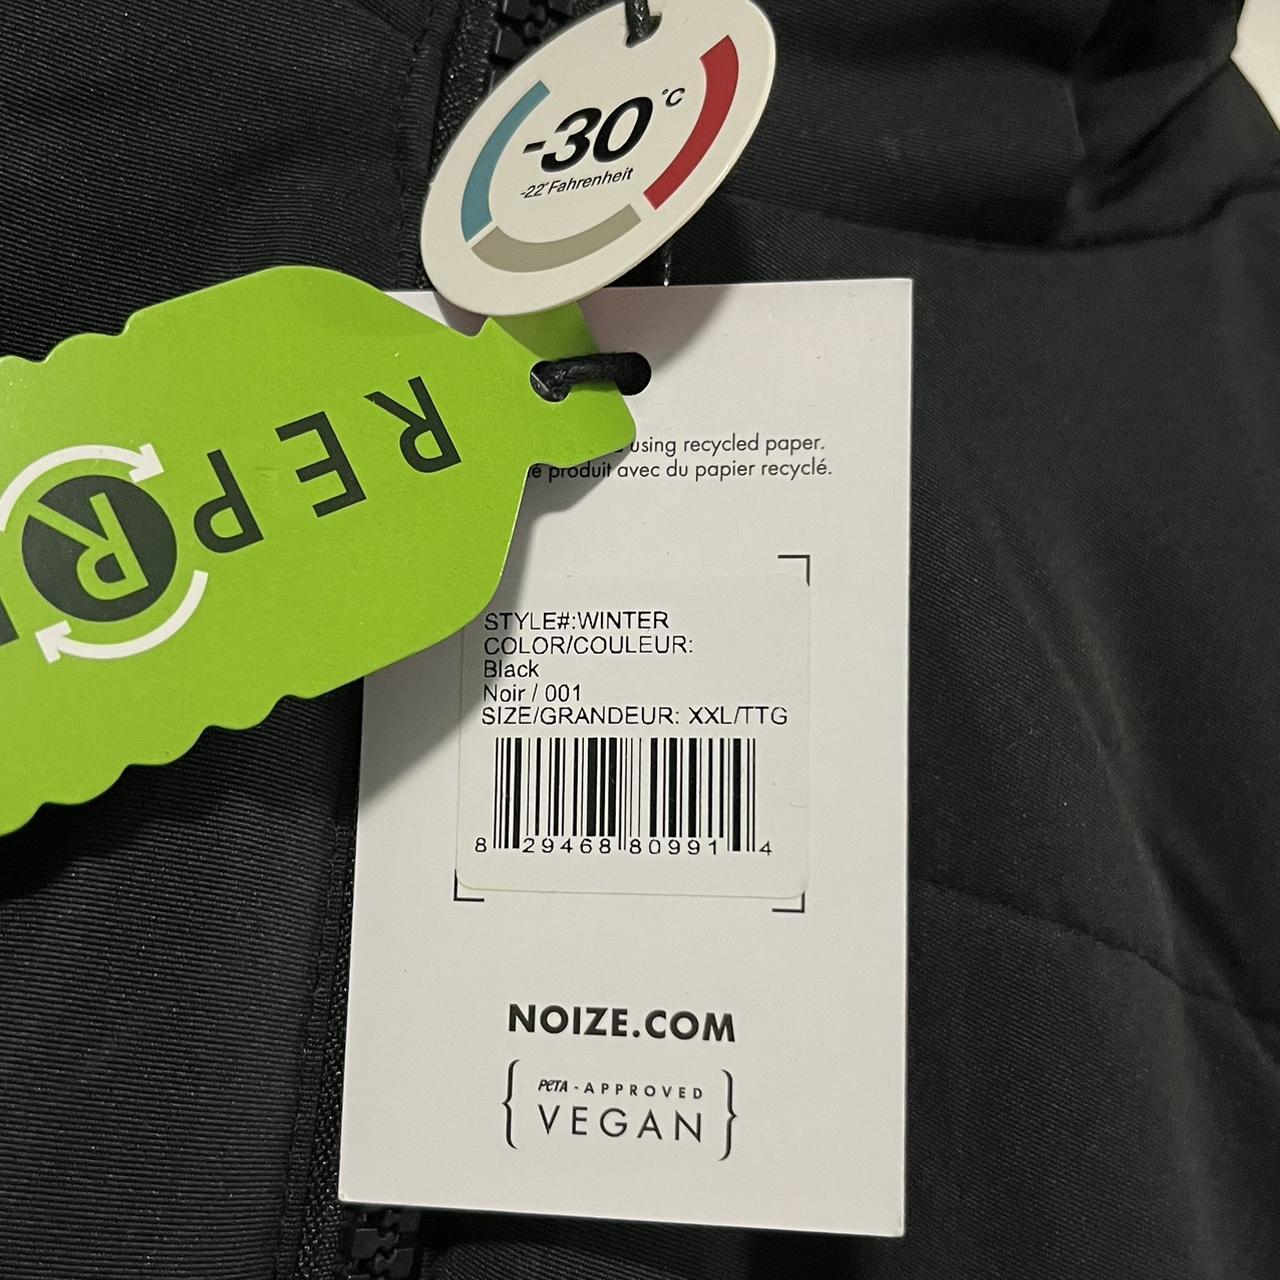 -30°C
-22°Fahrenheit
REPR
using recycled paper.
produit avec du papier recyclé.
STYLE#:WINTER
COLOR/COULEUR:
Black
Noir / 001
SIZE/GRANDEUR: XXL/TTG
8 29468 80991 4
NOIZE.COM
PETA-APPROVED
VEGAN